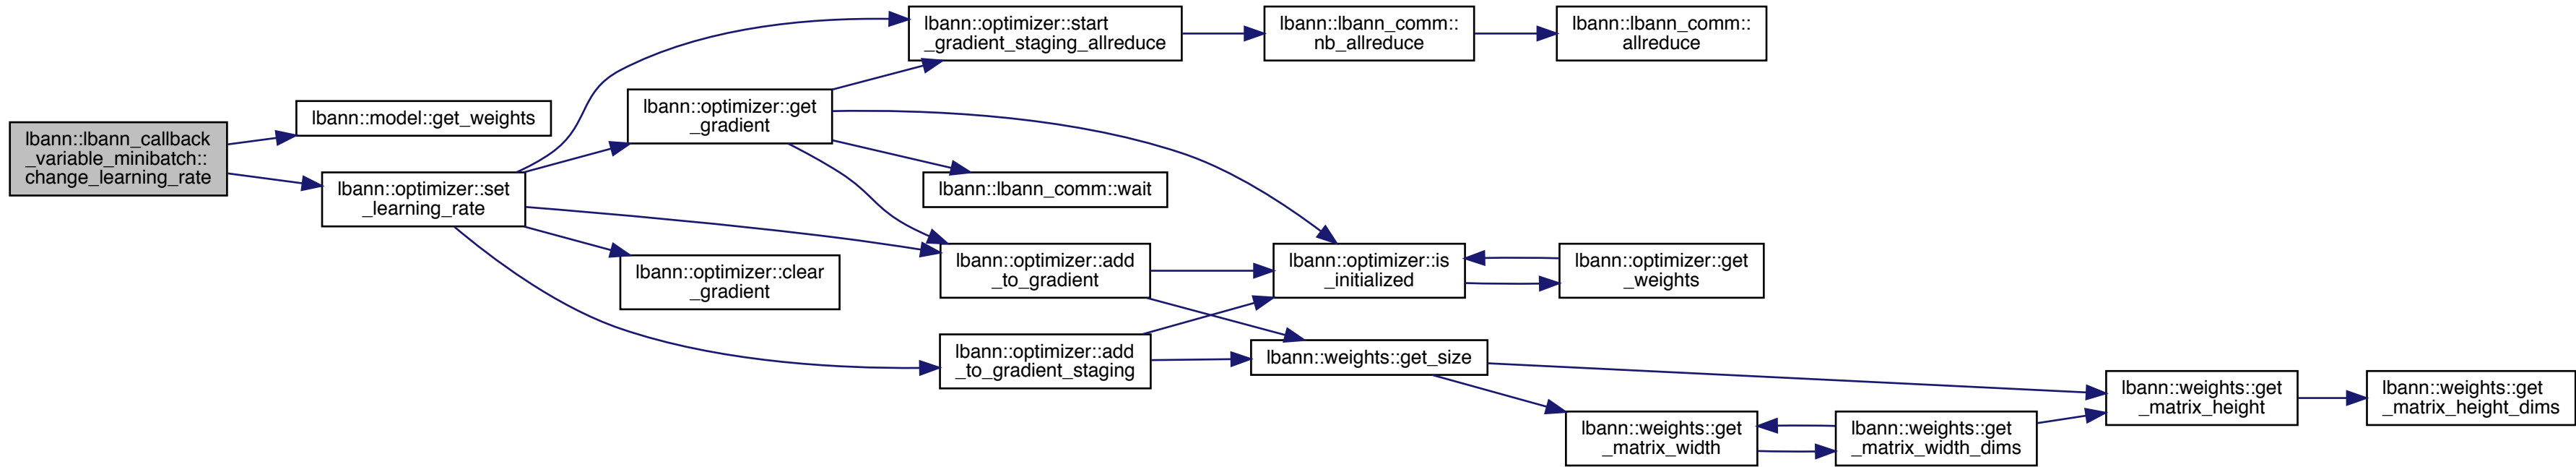 lbann::lbann_callback
_variable_minibatch::
change_learning_rate
lbann::model::get_weights
lbann::optimizer::set
_learning_rate
lbann::optimizer::start
_gradient_staging_allreduce
lbann::lbann_comm::
nb_allreduce
lbann::lbann_comm::
allreduce
lbann::optimizer::get
_gradient
lbann::lbann_comm::wait
lbann::optimizer::add
_to_gradient
lbann::optimizer::is
_initialized
lbann::optimizer::get
_weights
lbann::optimizer::clear
_gradient
lbann::optimizer::add
_to_gradient_staging
lbann::weights::get_size
lbann::weights::get
_matrix_width
lbann::weights::get
_matrix_width_dims
lbann::weights::get
_matrix_height
lbann::weights::get
_matrix_height_dims